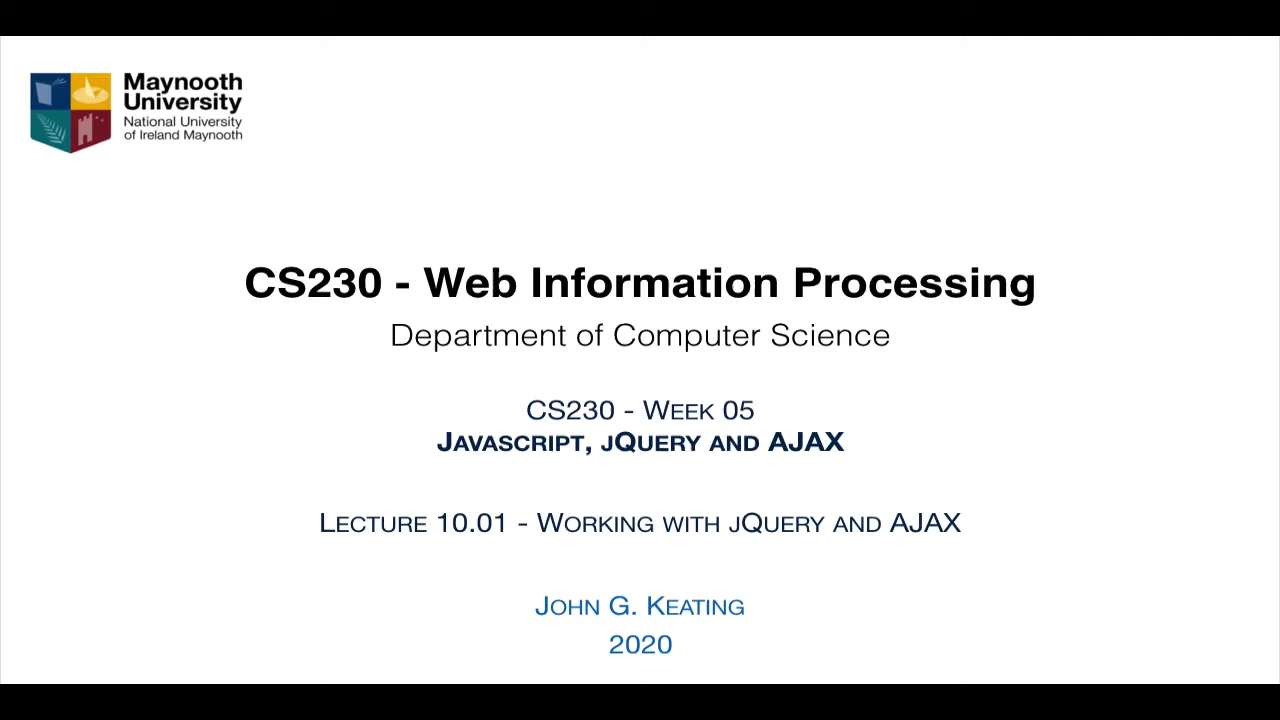 Maynooth
University
National University
of Ireland Maynooth
CS230 - Web Information Processing
Department of Computer Science
CS230 - Week 05
Javascript, jQuery and AJAX
Lecture 10.01 - Working with jQuery and AJAX
John G. Keating
2020